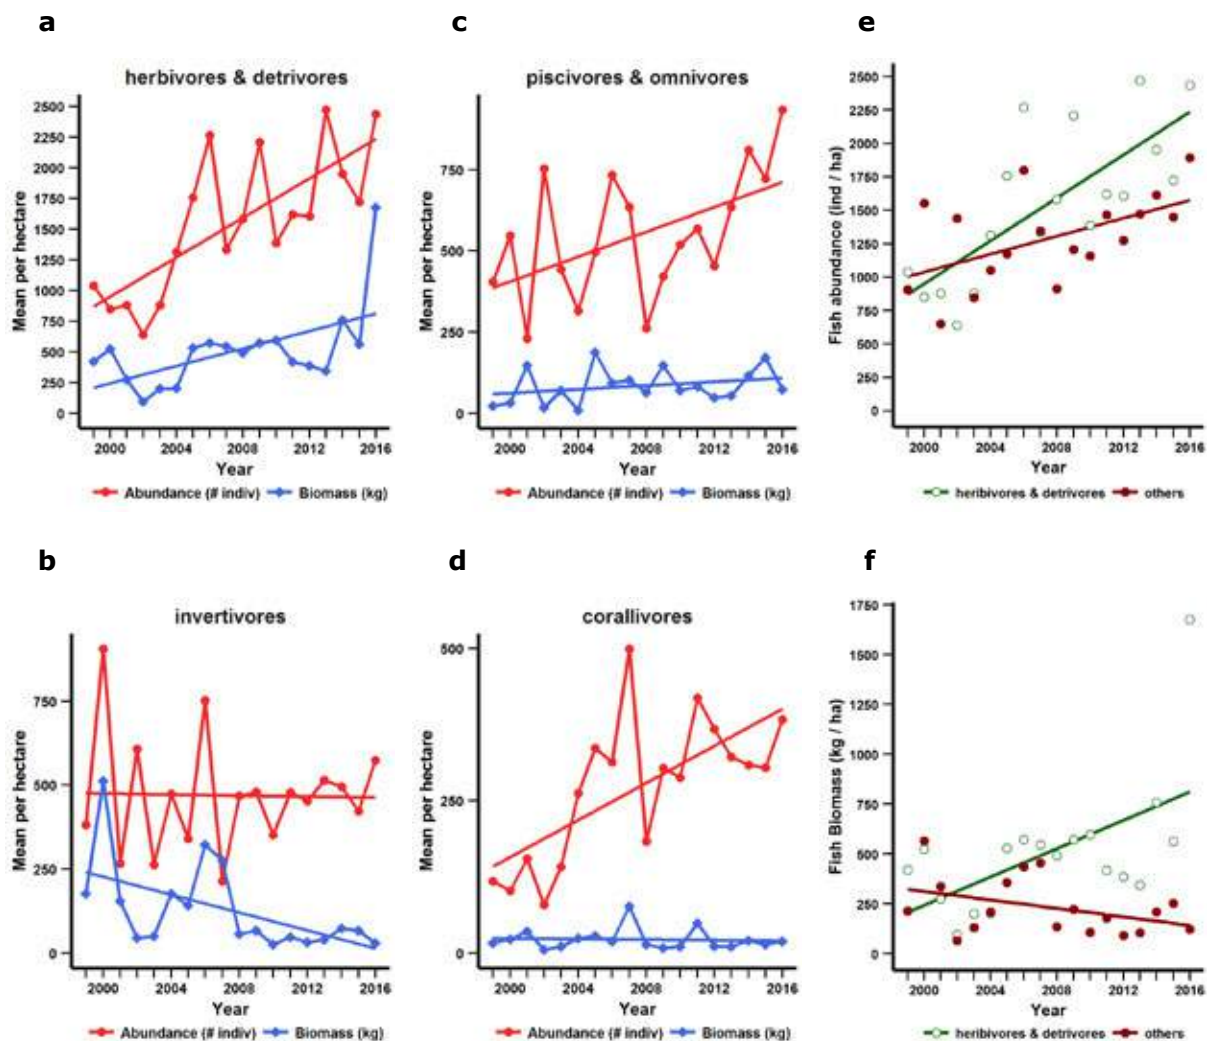 a
herbivores & detrivores
Mean per hectare
2500
2250
2000
1750
1500
1250
1000
750
500
250
0
2000 2004 2008 2012 2016
Year
Abundance (# indiv) Biomass (kg)
c
piscivores & omnivores
Mean per hectare
750
500
250
0
2000 2004 2008 2012 2016
Year
Abundance (# indiv) Biomass (kg)
e
Fish abundance (ind / ha)
2500
2250
2000
1750
1500
1250
1000
750
500
250
0
2000 2004 2008 2012 2016
Year
heribivores & detrivores others
b
invertivores
Mean per hectare
750
500
250
0
2000 2004 2008 2012 2016
Year
Abundance (# indiv) Biomass (kg)
d
corallivores
Mean per hectare
500
250
0
2000 2004 2008 2012 2016
Year
Abundance (# indiv) Biomass (kg)
f
Fish Biomass (kg / ha)
1750
1500
1250
1000
750
500
250
0
2000 2004 2008 2012 2016
Year
heribivores & detrivores others